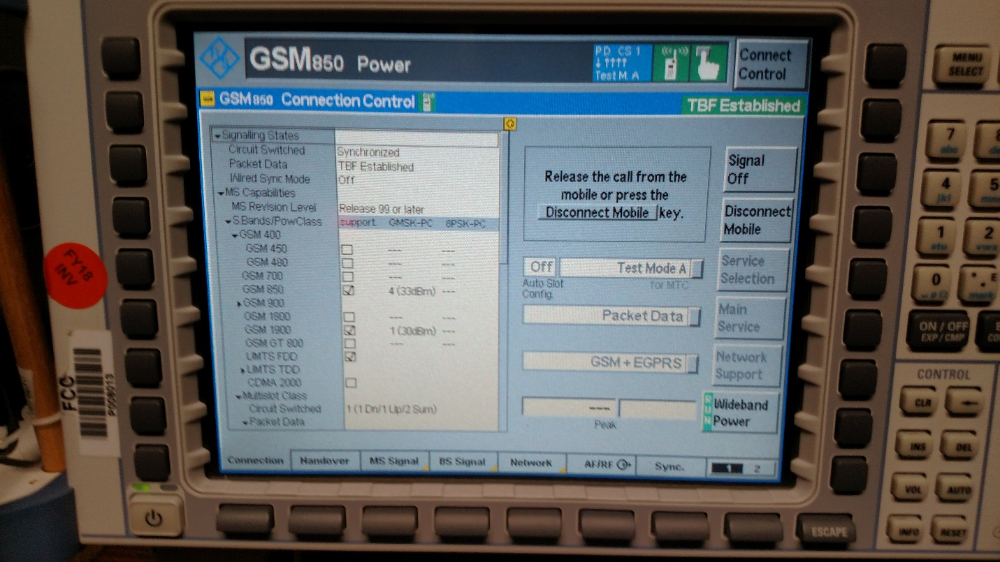 GSM850 Power
P.D. CS 1
Test M. A
Connect
Control
MENU
SELECT
GSM850 Connection Control
TBF Established
Signalling States
Circuit Switched Synchronized
Packet Data TBF Established
Wired Sync Mode Off
MS Capabilities
MS Revision Level Release 99 or later
S.Bands/PowClass support. GMSK-PC 8PSK-PC
GSM 400
GSM 450 --- ---
GSM 480 --- ---
GSM 700 --- ---
GSM 850 4 (33dBm) ---
GSM 900
GSM 1800 --- ---
GSM 1900 1 (30dBm) ---
GSM GT 800 --- ---
UMTS FDD
UMTS TDD
CDMA 2000
Multislot Class
Circuit Switched 1 (1 Dn/1 Up/2 Sum)
Packet Data
Release the call from the
mobile or press the
Disconnect Mobile key.
Off Test Mode A
Auto Slot for MTC
Config.
Packet Data
GSM + EGPRS
---
Peak
Signal
Off
Disconnect
Mobile
Service
Selection
Main
Service
Network
Support
RUN
Wideband
Power
Connection Handover MS Signal BS Signal Network AF/RF Sync. 1 2
ESCAPE
7
abc
4
jkl
5
1
stu
2
vwx
0
mark
ON / OFF
EXP / CMP
CONTROL
CLR
INS DEL
VOL AUTO
INFO RESET
FY18
INV
FCC
P008013